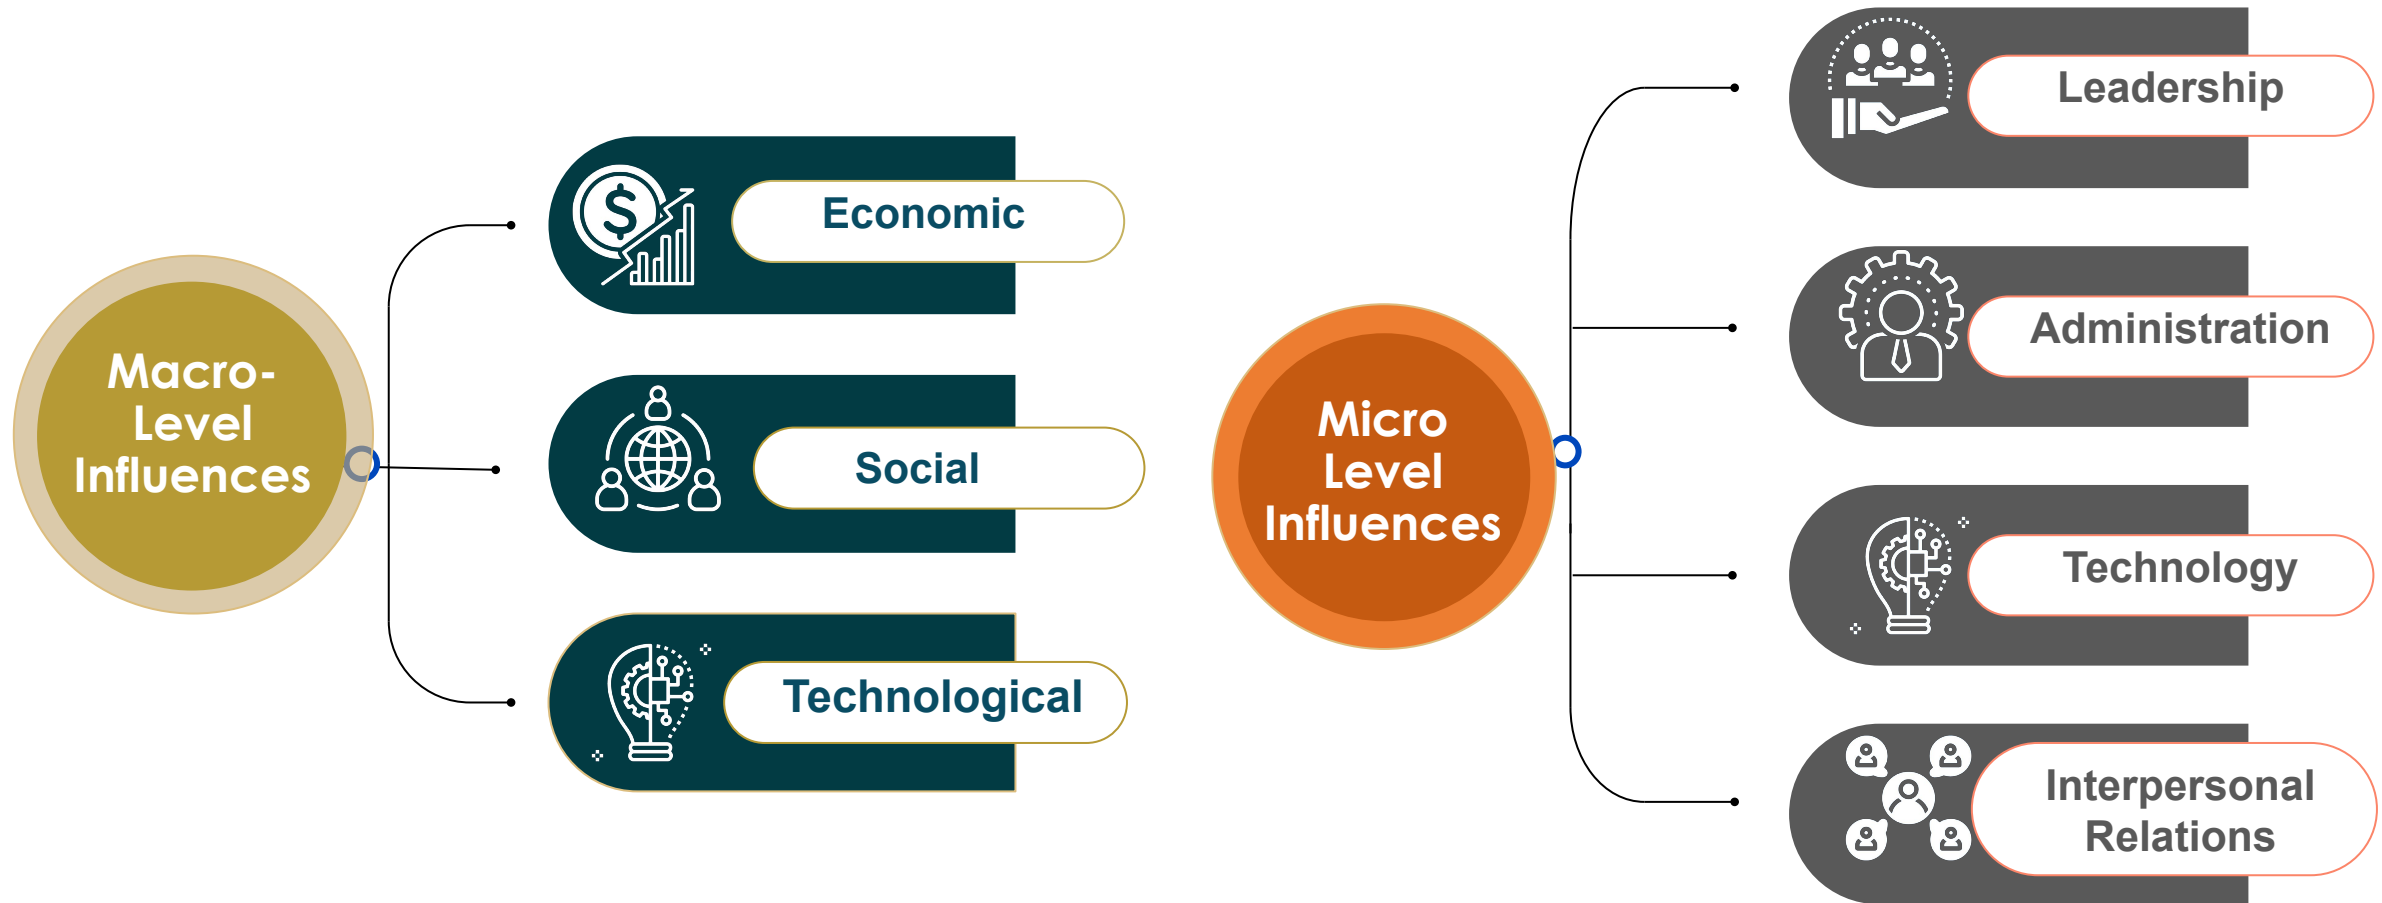 Macro-
Level
Influences
Economic
Social
Technological
Micro
Level
Influences
Leadership
Administration
Technology
Interpersonal
Relations